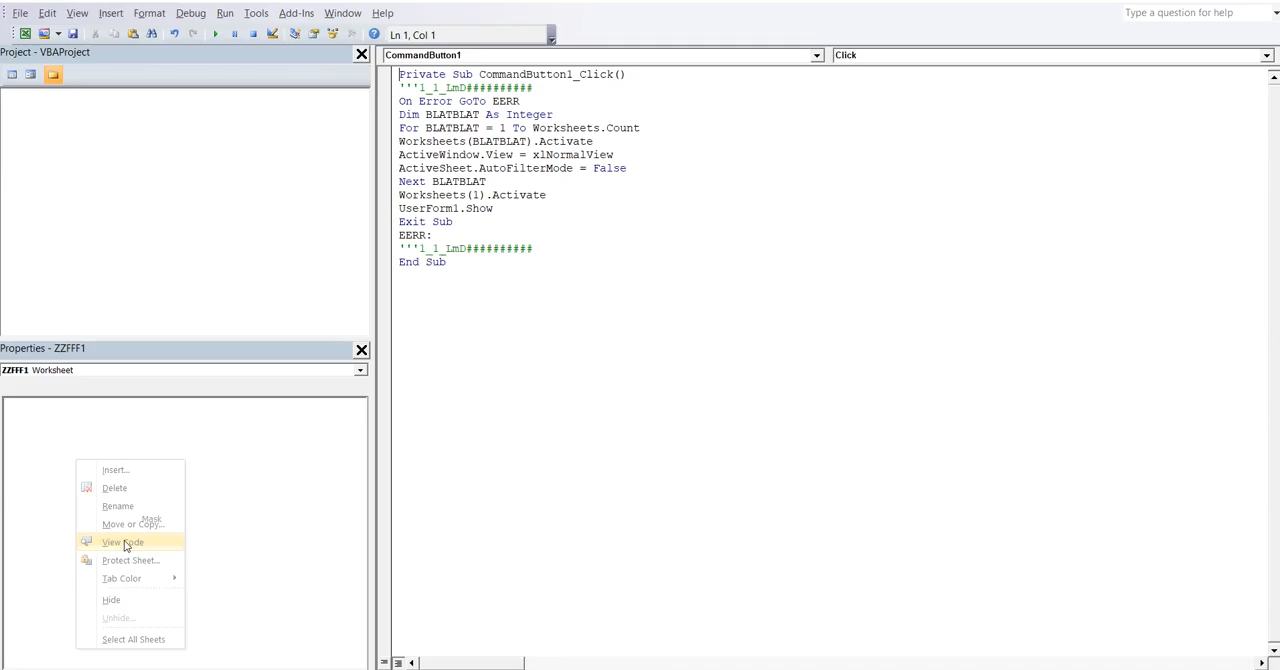 File Edit View Insert Format Debug Run Tools Add-Ins Window Help Type a question for help
Ln 1, Col 1
Project - VBAProject
CommandButton1 Click
Private Sub CommandButton1_Click()
'''1_1_LmD##########
On Error GoTo EERR
Dim BLATBLAT As Integer
For BLATBLAT = 1 To Worksheets.Count
Worksheets(BLATBLAT).Activate
ActiveWindow.View = xlNormalView
ActiveSheet.AutoFilterMode = False
Next BLATBLAT
Worksheets(1).Activate
UserForm1.Show
Exit Sub
EERR:
'''1_1_LmD##########
End Sub
Properties - ZZFFF1
ZZFFF1 Worksheet
Insert...
Delete
Rename
Mask
Move or Copy...
View Code
Protect Sheet...
Tab Color
Hide
Unhide...
Select All Sheets